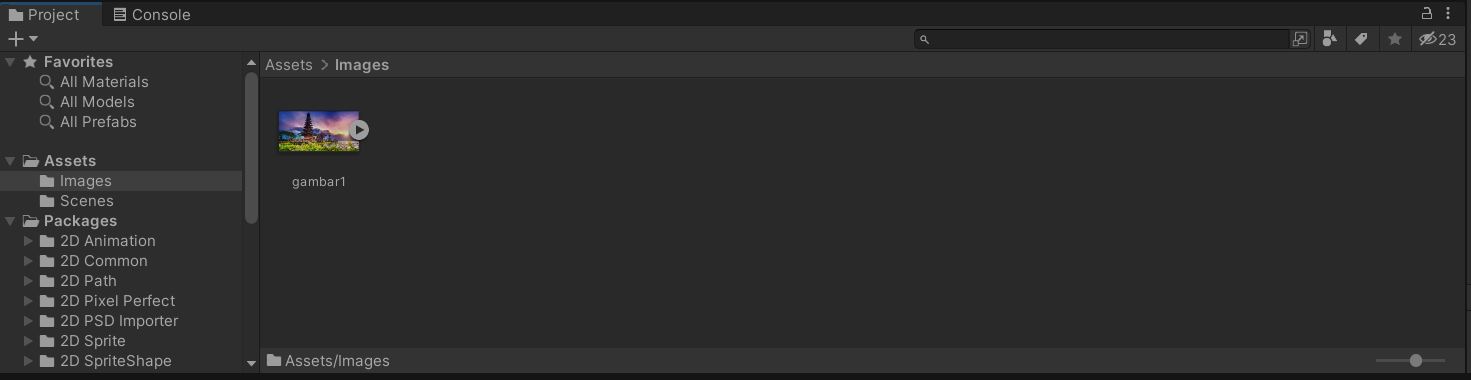 Project
Console
23
Favorites
All Materials
All Models
All Prefabs
Assets
Images
Scenes
Packages
2D Animation
2D Common
2D Path
2D Pixel Perfect
2D PSD Importer
2D Sprite
2D SpriteShape
Assets > Images
gambar1
Assets/Images